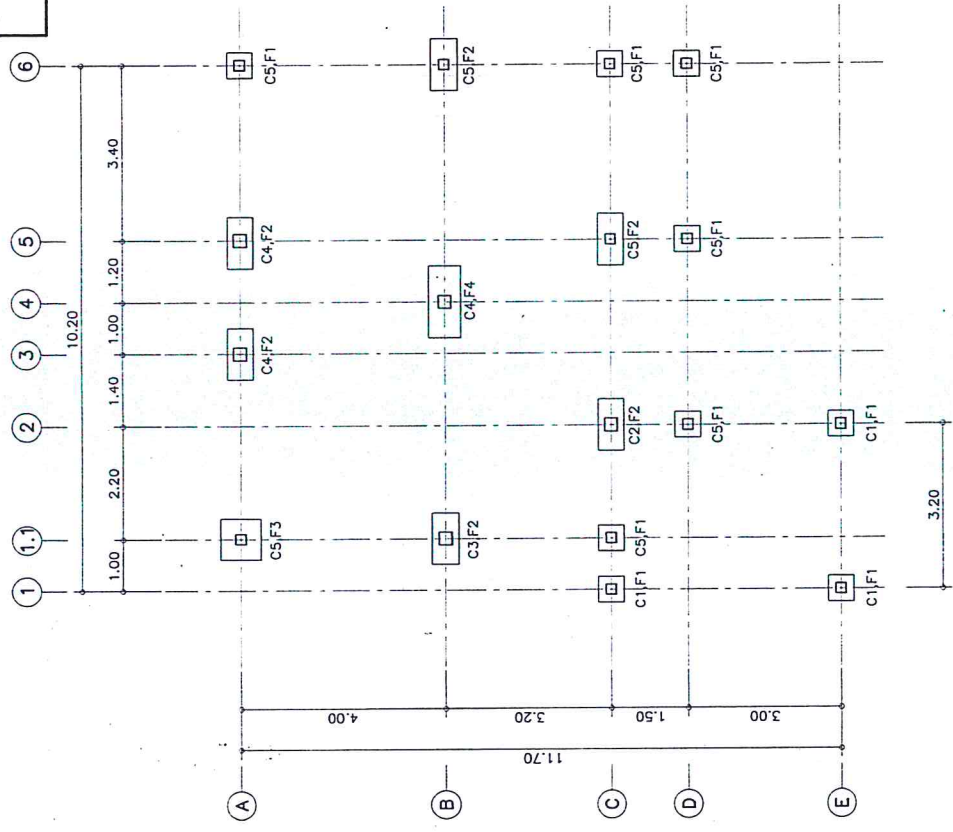 6
5
4
3
2
1.1
1
10.20
3.40
1.20
1.00
1.40
2.20
1.00
C5,F1
C5,F2
C5,F1
C5,F1
C4,F2
C5,F2
C5,F1
C4,F4
C4,F2
C2,F2
C5,F1
C1,F1
C5,F3
C3,F2
C5,F1
C1,F1
C1,F1
3.20
4.00
3.20
1.50
3.00
11.70
A
B
C
D
E